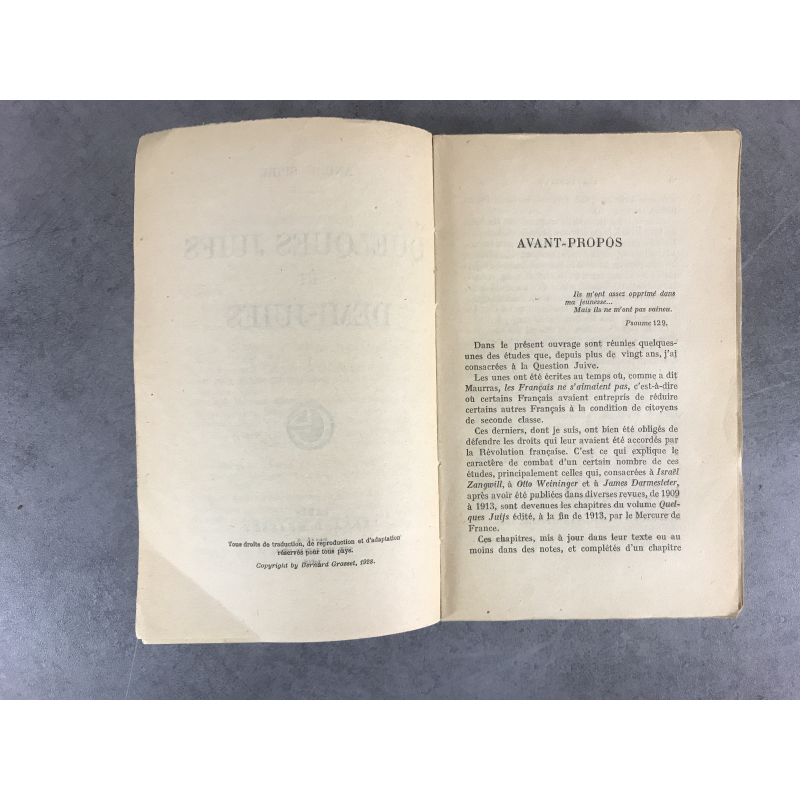 Tous droits de traduction, de reproduction et d'adaptation
réservés pour tous pays.
Copyright by Bernard Grasset, 1928.
AVANT-PROPOS
Ils m'ont assez opprimé dans
ma jeunesse...
Mais ils ne m'ont pas vaincu.
Psaume 129.
Dans le présent ouvrage sont réunies quelques-
unes des études que, depuis plus de vingt ans, j'ai
consacrées à la Question Juive.
Les unes ont été écrites au temps où, comme a dit
Maurras, les Français ne s'aimaient pas, c'est-à-dire
où certains Français avaient entrepris de réduire
certains autres Français à la condition de citoyens
de seconde classe.
Ces derniers, dont je suis, ont bien été obligés de
défendre les droits qui leur avaient été accordés par
la Révolution française. C'est ce qui explique le
caractère de combat d'un certain nombre de ces
études, principalement celles qui, consacrées à Israël
Zangwill, à Otto Weininger et à James Darmesteter,
après avoir été publiées dans diverses revues, de 1909
à 1913, sont devenues les chapitres du volume Quel-
ques Juifs édité, à la fin de 1913, par le Mercure de
France.
Ces chapitres, mis à jour dans leur texte ou au
moins dans des notes, et complétés d'un chapitre